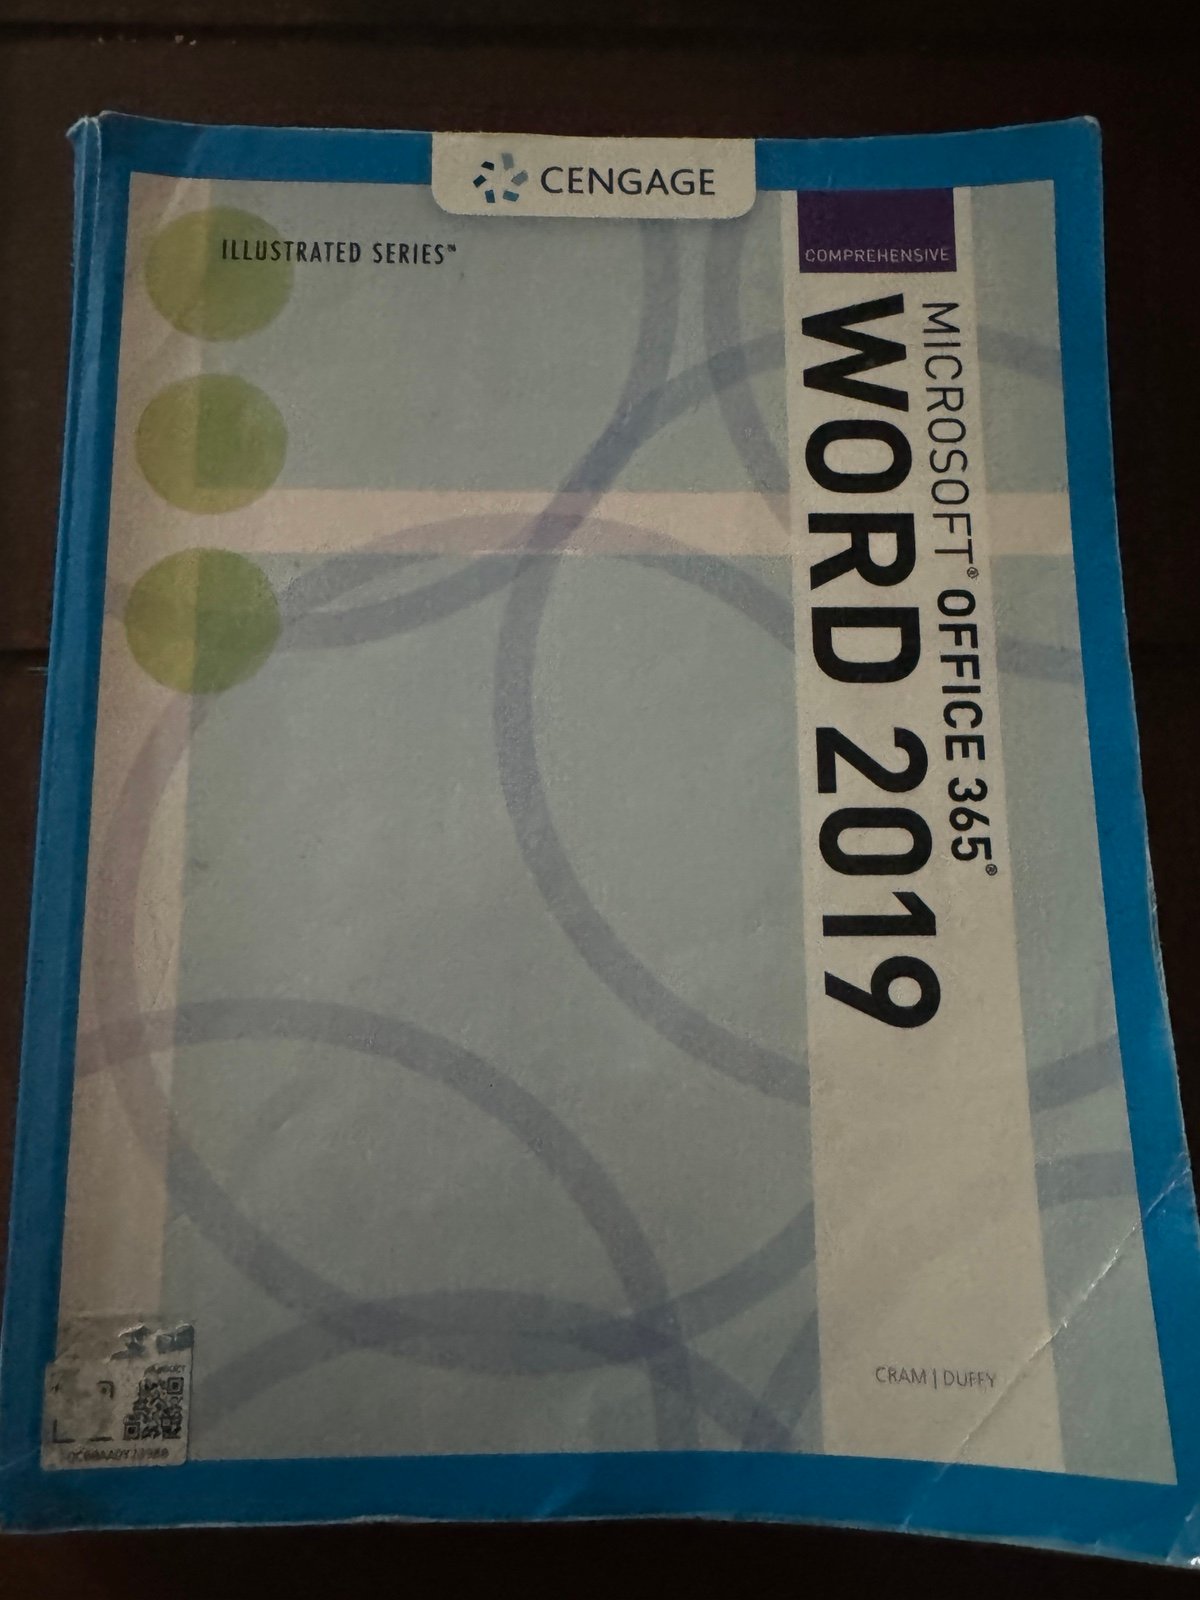 CENGAGE
ILLUSTRATED SERIES™
COMPREHENSIVE
MICROSOFT® OFFICE 365®
WORD 2019
CRAM | DUFFY